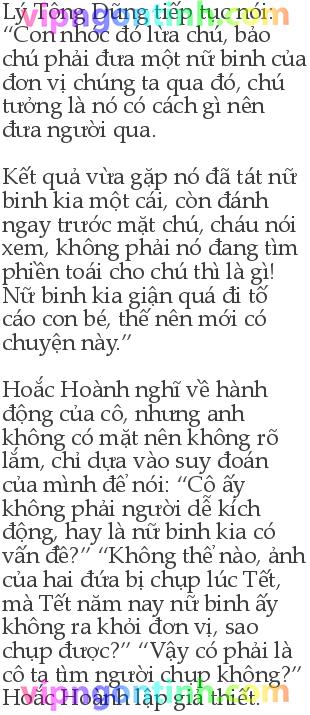 Lý Tông Dũng tiếp tục nói:
“Con nhóc đó lừa chú, bảo
chú phải đưa một nữ binh của
đơn vị chúng ta qua đó, chú
tưởng là nó có cách gì nên
đưa người qua.
Kết quả vừa gặp nó đã tát nữ
binh kia một cái, còn đánh
ngay trước mặt chú, cháu nói
xem, không phải nó đang tìm
phiền toái cho chú thì là gì!
Nữ binh kia giận quá đi tố
cáo con bé, thế nên mới có
chuyện này.”
Hoắc Hoành nghĩ về hành
động của cô, nhưng anh
không có mặt nên không rõ
lắm, chỉ dựa vào suy đoán
của mình để nói: “Cô ấy
không phải người dễ kích
động, hay là nữ binh kia có
vấn đề?” “Không thể nào, ảnh
của hai đứa bị chụp lúc Tết,
mà Tết năm nay nữ binh ấy
không ra khỏi đơn vị, sao
chụp được?” “Vậy có phải là
cô ta tìm người chụp không?”
Hoắc Hoành lập giả thiết.
vipngontinh.com
vipngontinh.com